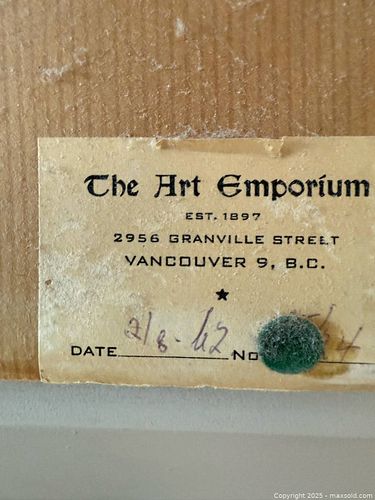 The Art Emporium
EST. 1897
2956 GRANVILLE STREET
VANCOUVER 9, B.C.
★
DATE 2/8-62 NO
Copyright © 2025 - maxsold.com